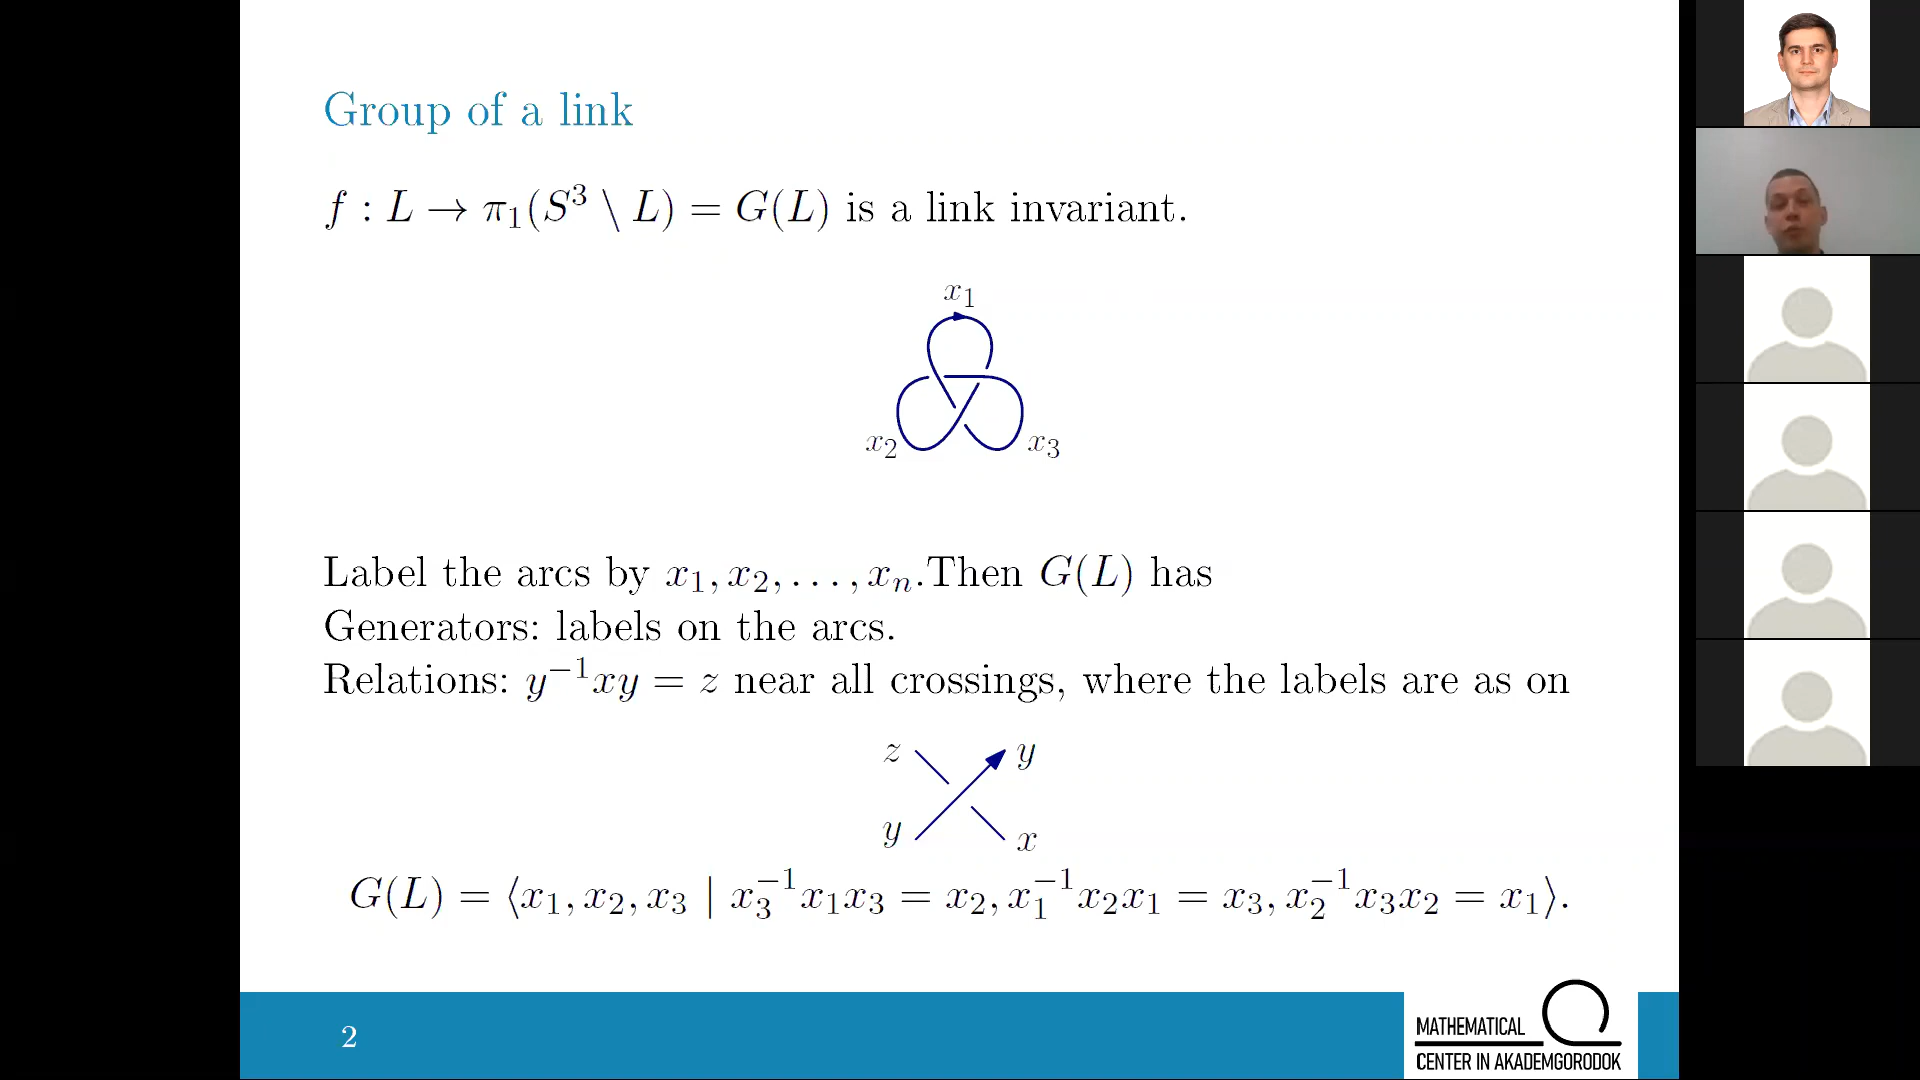 Group of a link
f : L → π₁(S³ \ L) = G(L) is a link invariant.
x₁
x₂
x₃
Label the arcs by x₁, x₂, . . . , xₙ.Then G(L) has
Generators: labels on the arcs.
Relations: y⁻¹xy = z near all crossings, where the labels are as on
z
y
y
x
G(L) = ⟨x₁, x₂, x₃ | x₃⁻¹x₁x₃ = x₂, x₁⁻¹x₂x₁ = x₃, x₂⁻¹x₃x₂ = x₁⟩.
2
MATHEMATICAL
CENTER IN AKADEMGORODOK